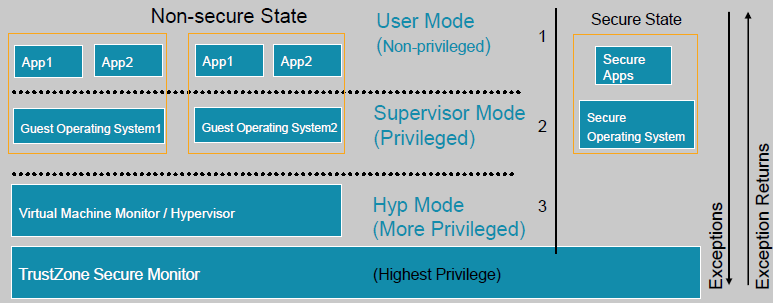 Non-secure State
User Mode
(Non-privileged)
1
Secure State
App1
App2
App1
App2
Secure
Apps
Supervisor Mode
(Privileged)
2
Guest Operating System1
Guest Operating System2
Secure
Operating System
Virtual Machine Monitor / Hypervisor
Hyp Mode
(More Privileged)
3
TrustZone Secure Monitor
(Highest Privilege)
Exceptions
Exception Returns